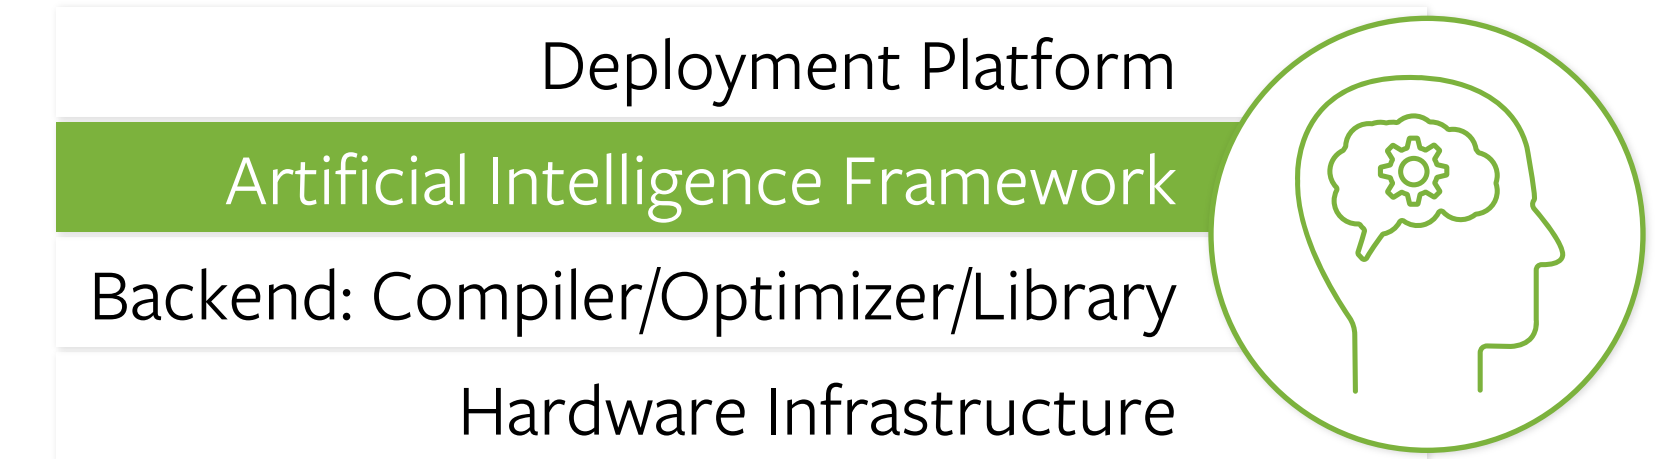 Deployment Platform
Artificial Intelligence Framework
Backend: Compiler/Optimizer/Library
Hardware Infrastructure